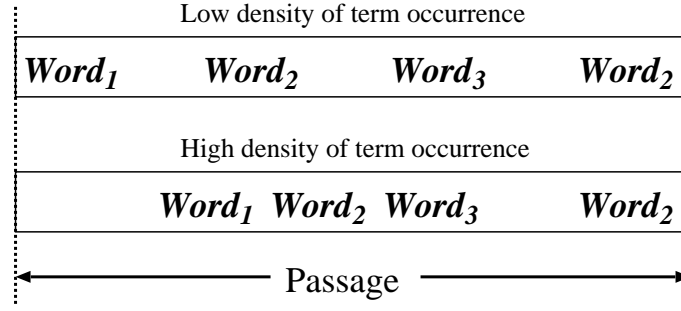 Low density of term occurrence
Word₁ Word₂ Word₃ Word₂
High density of term occurrence
Word₁ Word₂ Word₃ Word₂
Passage